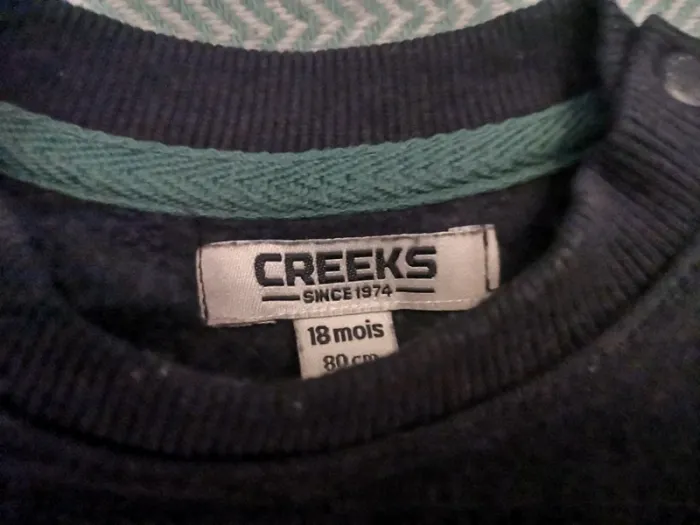 CREEKS
SINCE 1974
18 mois
80 cm